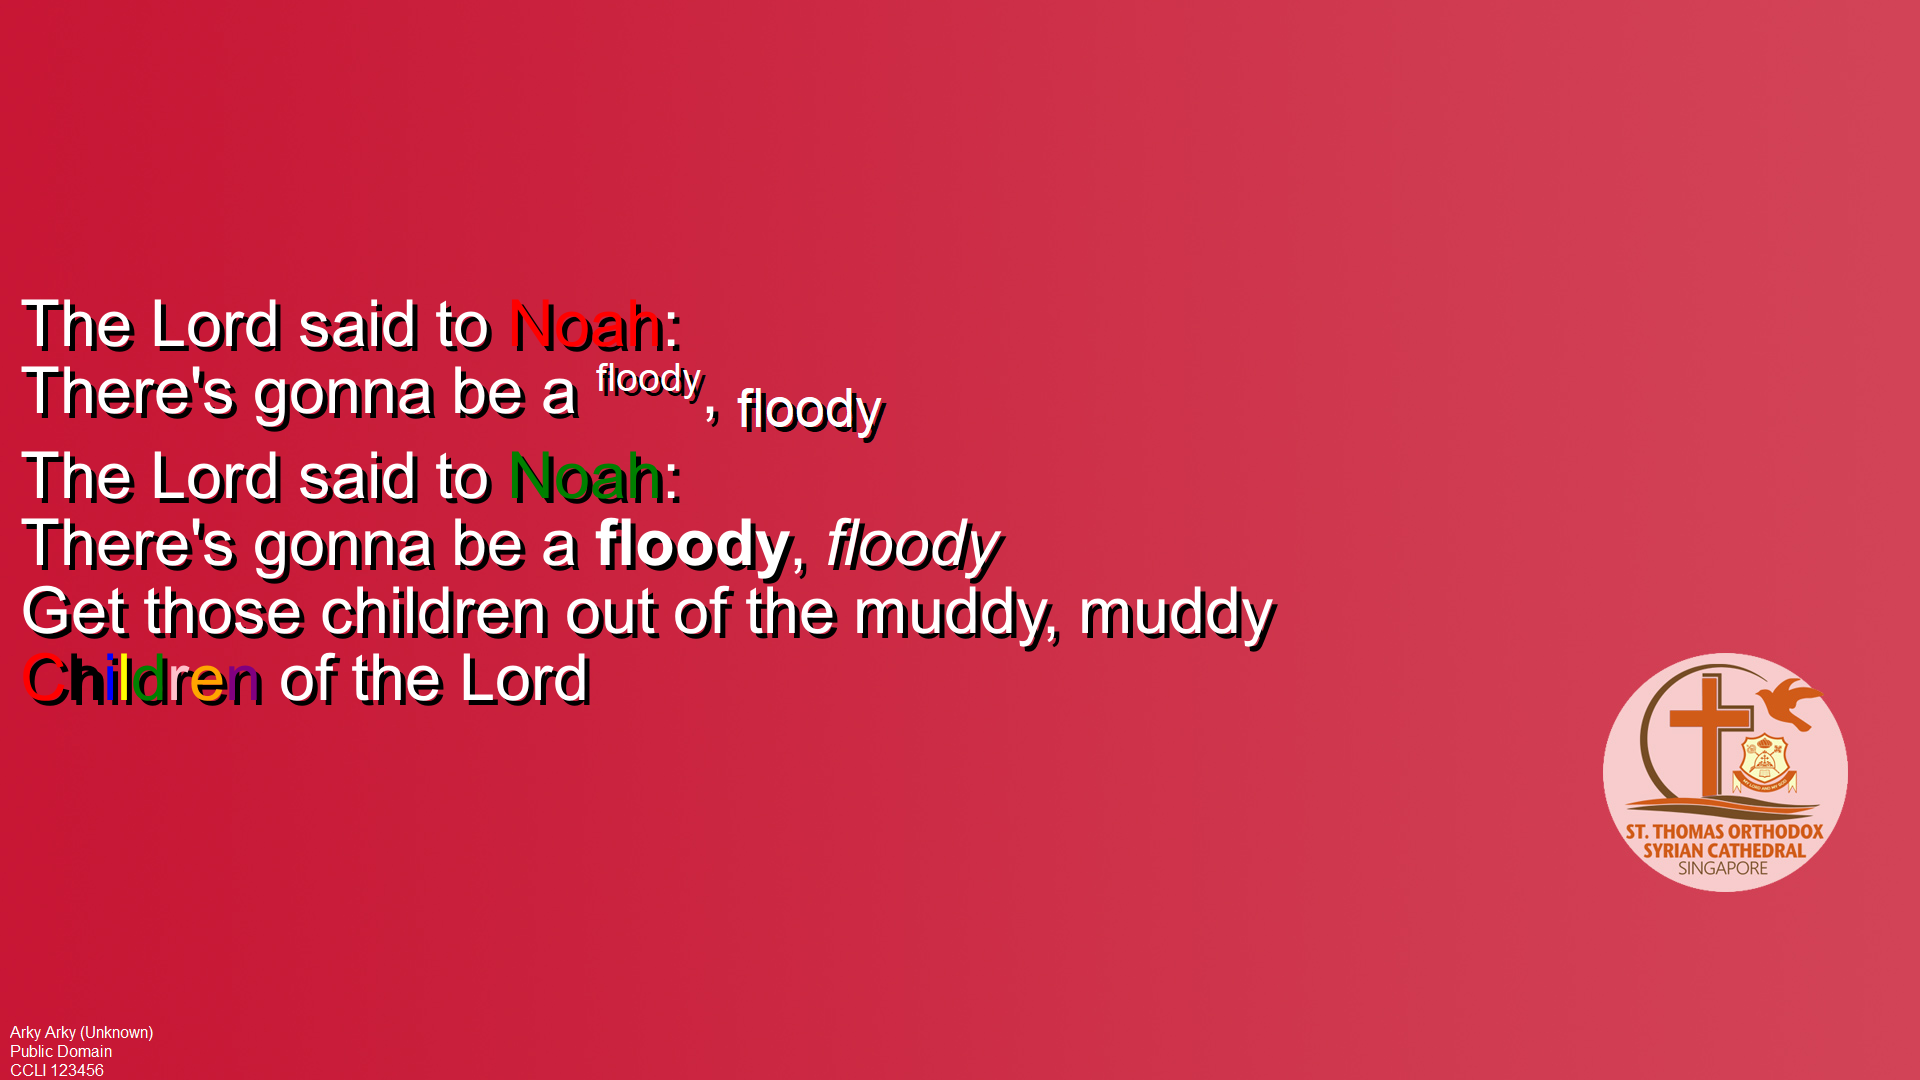 The Lord said to Noah:
There's gonna be a floody, floody
The Lord said to Noah:
There's gonna be a floody, floody
Get those children out of the muddy, muddy
Children of the Lord
ST. THOMAS ORTHODOX
SYRIAN CATHEDRAL
SINGAPORE
Arky Arky (Unknown)
Public Domain
CCLI 123456